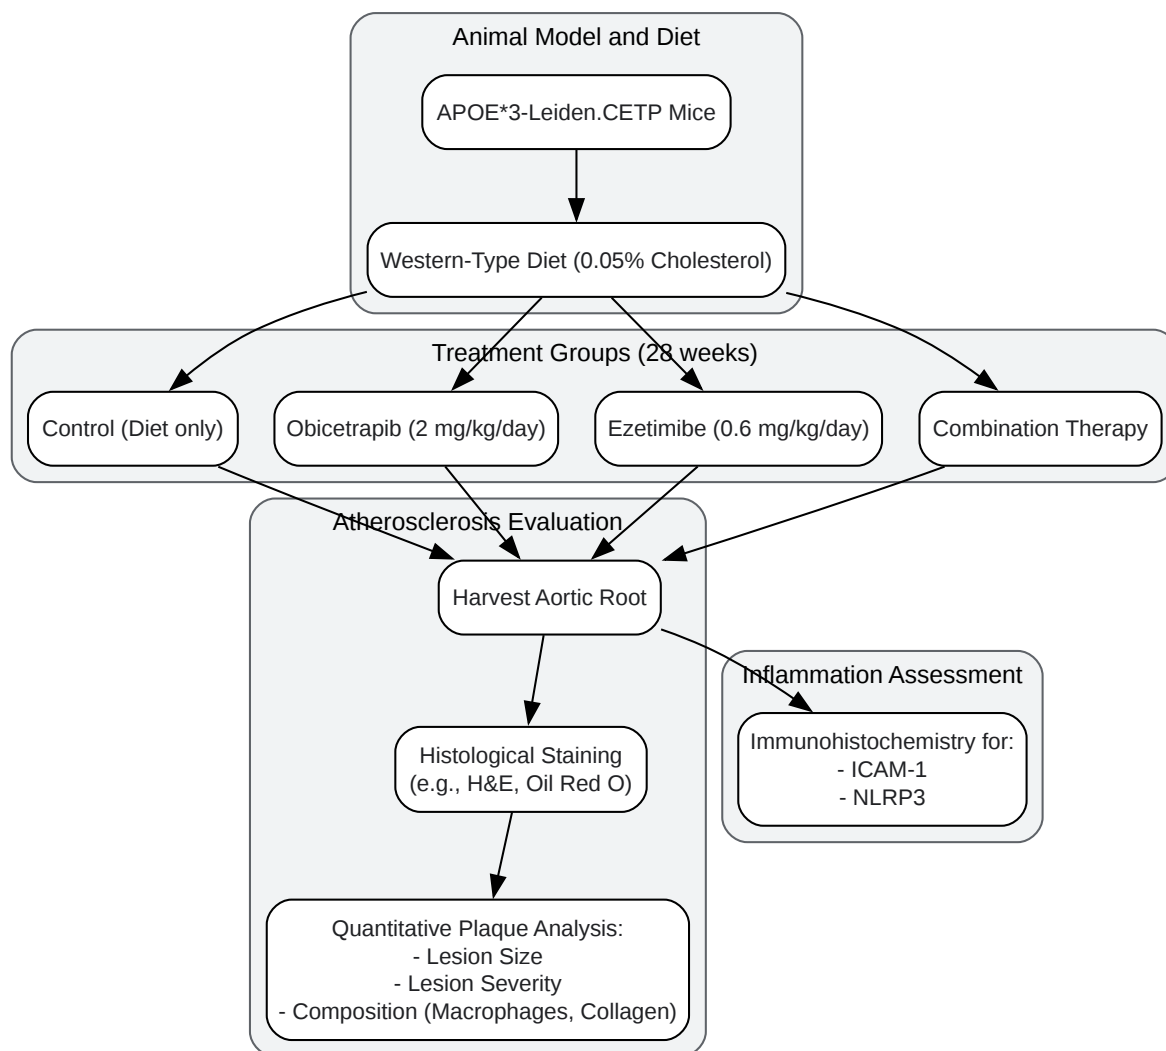 Animal Model and Diet
APOE*3-Leiden.CETP Mice
Western-Type Diet (0.05% Cholesterol)
Treatment Groups (28 weeks)
Control (Diet only)
Obicetrapib (2 mg/kg/day)
Ezetimibe (0.6 mg/kg/day)
Combination Therapy
Atherosclerosis Evaluation
Harvest Aortic Root
Inflammation Assessment
Immunohistochemistry for:
- ICAM-1
- NLRP3
Histological Staining
(e.g., H&E, Oil Red O)
Quantitative Plaque Analysis:
- Lesion Size
- Lesion Severity
- Composition (Macrophages, Collagen)